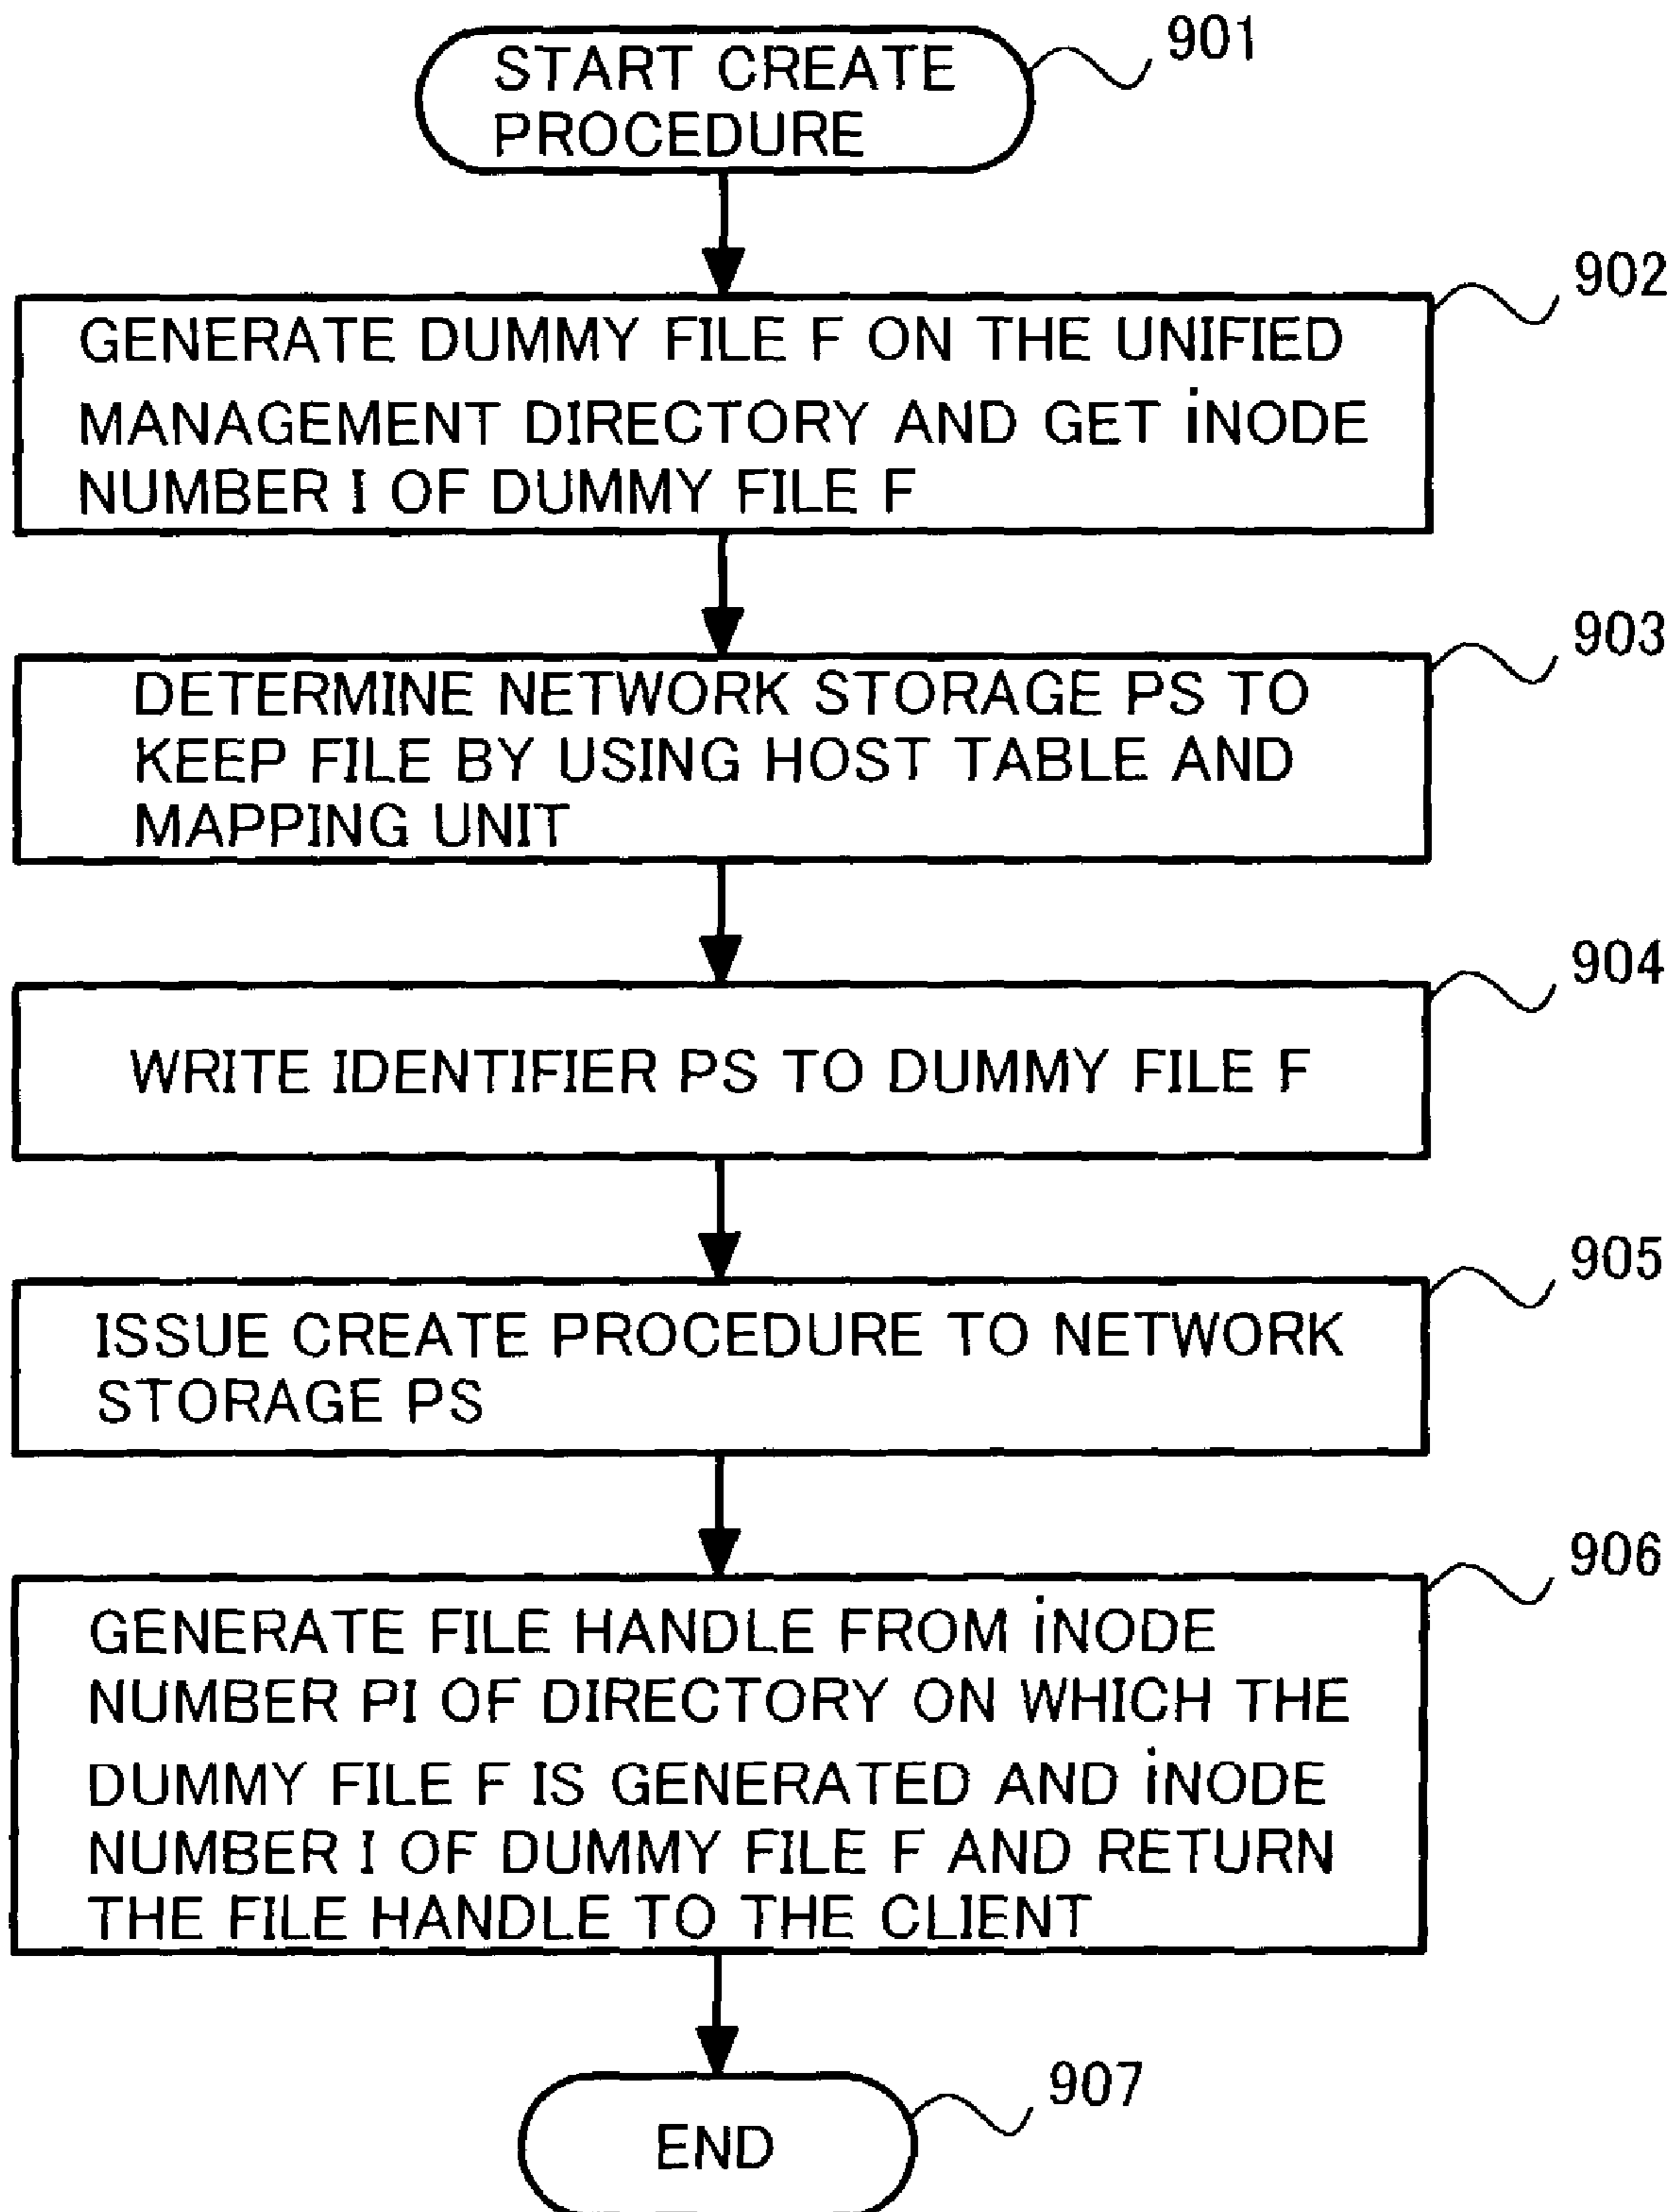 901
START CREATE
PROCEDURE
902
GENERATE DUMMY FILE F ON THE UNIFIED
MANAGEMENT DIRECTORY AND GET iNODE
NUMBER I OF DUMMY FILE F
903
DETERMINE NETWORK STORAGE PS TO
KEEP FILE BY USING HOST TABLE AND
MAPPING UNIT
904
WRITE IDENTIFIER PS TO DUMMY FILE F
905
ISSUE CREATE PROCEDURE TO NETWORK
STORAGE PS
906
GENERATE FILE HANDLE FROM iNODE
NUMBER PI OF DIRECTORY ON WHICH THE
DUMMY FILE F IS GENERATED AND iNODE
NUMBER I OF DUMMY FILE F AND RETURN
THE FILE HANDLE TO THE CLIENT
907
END